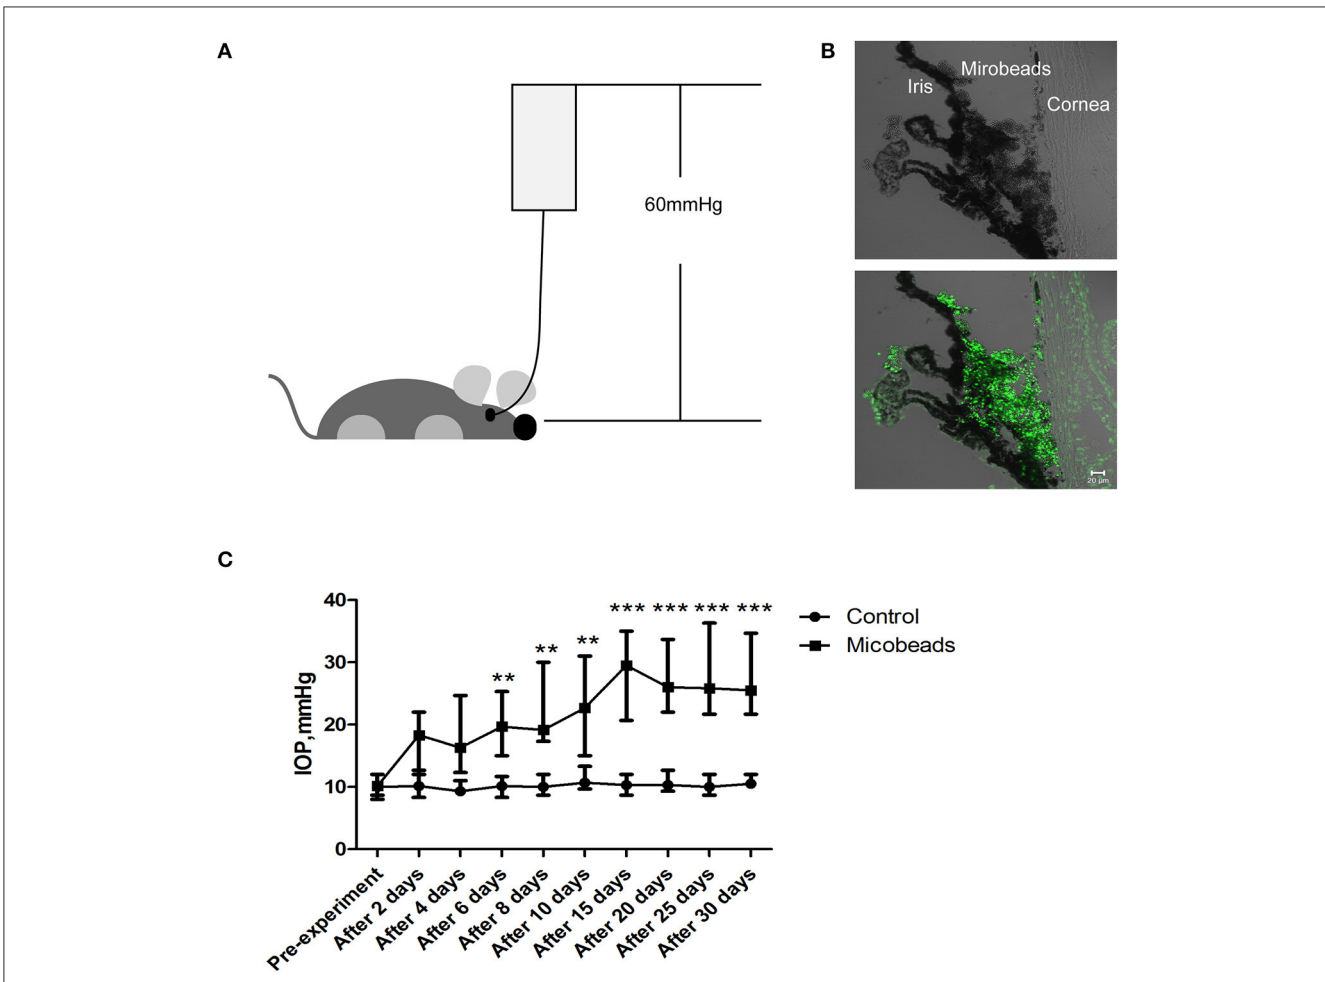 A
B
60mmHg
Mirobeads
Iris
Cornea
20 μm
C
40
30
20
10
0
IOP,mmHg
**
**
**
***
***
***
***
Control
Micobeads
Pre-experiment
After 2 days
After 4 days
After 6 days
After 8 days
After 10 days
After 15 days
After 20 days
After 25 days
After 30 days